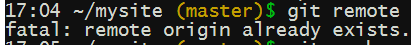 17:04 ~/mysite (master)$ git remote
fatal: remote origin already exists.